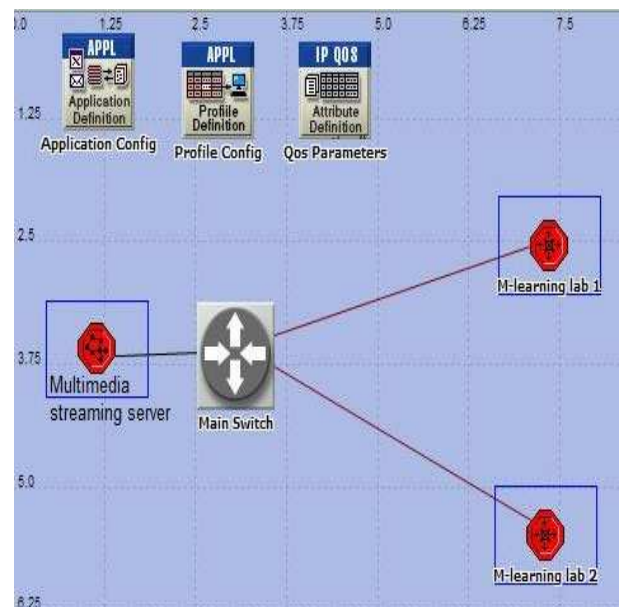 0.0 1.25 2.5 3.75 5.0 6.25 7.5
APPL
Application
Definition
Application Config
APPL
Profile
Definition
Profile Config
IP QOS
Attribute
Definition
Qos Parameters
1.25
2.5
M-learning lab 1
3.75
Multimedia
streaming server
Main Switch
5.0
M-learning lab 2
6.25